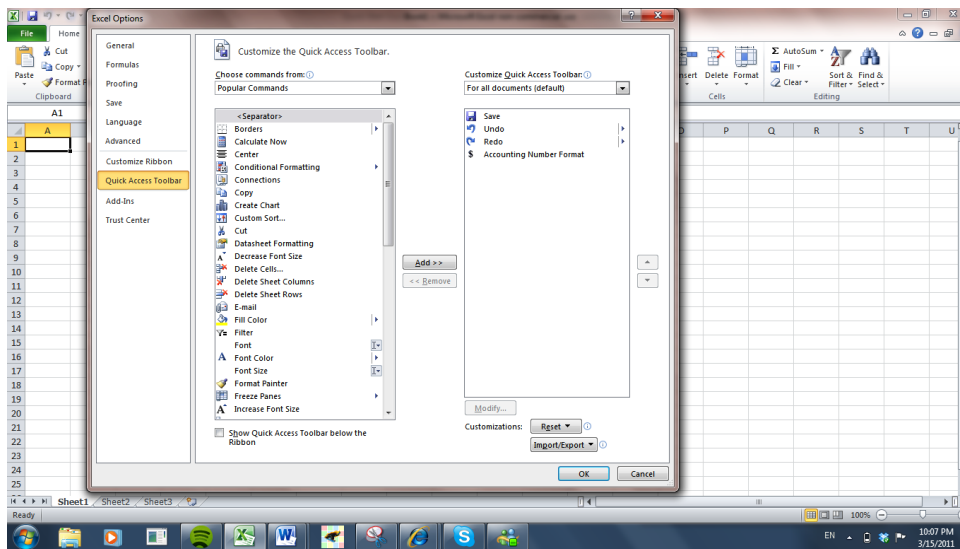 Excel Options
File
Home
Cut
Copy
Format
Paste
Clipboard
Insert Delete Format
Cells
Σ AutoSum
Fill
Clear
Sort & Filter
Find & Select
Editing
A1
A
P Q R S T U
1
2
3
4
5
6
7
8
9
10
11
12
13
14
15
16
17
18
19
20
21
22
23
24
25
General
Formulas
Proofing
Save
Language
Advanced
Customize Ribbon
Quick Access Toolbar
Add-Ins
Trust Center
Customize the Quick Access Toolbar.
Choose commands from:
Popular Commands
<Separator>
Borders
Calculate Now
Center
Conditional Formatting
Connections
Copy
Create Chart
Custom Sort...
Cut
Datasheet Formatting
Decrease Font Size
Delete Cells...
Delete Sheet Columns
Delete Sheet Rows
E-mail
Fill Color
Filter
Font
Font Color
Font Size
Format Painter
Freeze Panes
Increase Font Size
Show Quick Access Toolbar below the
Ribbon
Add >>
<< Remove
Customize Quick Access Toolbar:
For all documents (default)
Save
Undo
Redo
$ Accounting Number Format
Modify...
Customizations: Reset
Import/Export
OK Cancel
Sheet1 Sheet2 Sheet3
Ready
100%
EN
10:07 PM
3/15/2011